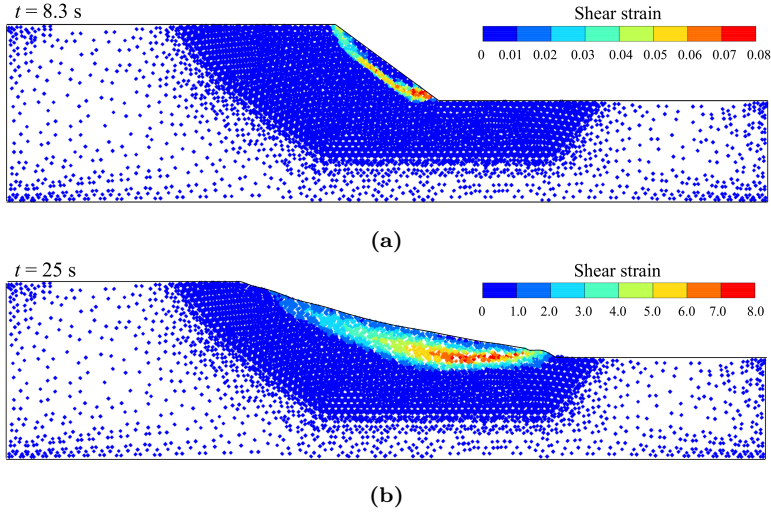 t = 8.3 s
Shear strain
0 0.01 0.02 0.03 0.04 0.05 0.06 0.07 0.08
(a)
t = 25 s
Shear strain
0 1.0 2.0 3.0 4.0 5.0 6.0 7.0 8.0
(b)